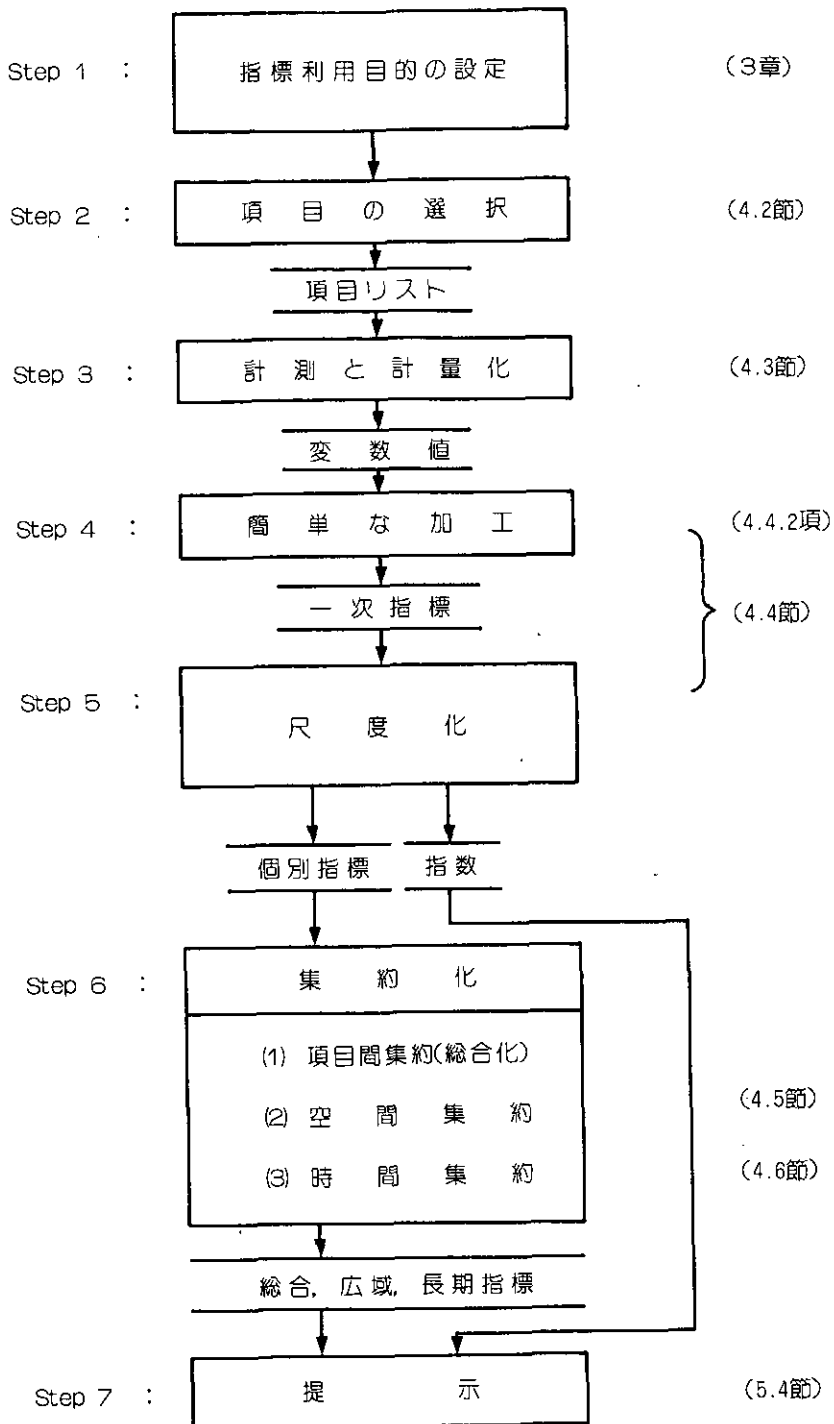 Step 1 : 指標利用目的の設定 (3章)
Step 2 : 項目の選択 (4.2節)
項目リスト
Step 3 : 計測と計量化 (4.3節)
変数値
Step 4 : 簡単な加工 (4.4.2項)
一次指標 (4.4節)
Step 5 : 尺度化
個別指標 指数
Step 6 : 集約化
(1) 項目間集約(総合化)
(2) 空間集約 (4.5節)
(3) 時間集約 (4.6節)
総合, 広域, 長期指標
Step 7 : 提示 (5.4節)